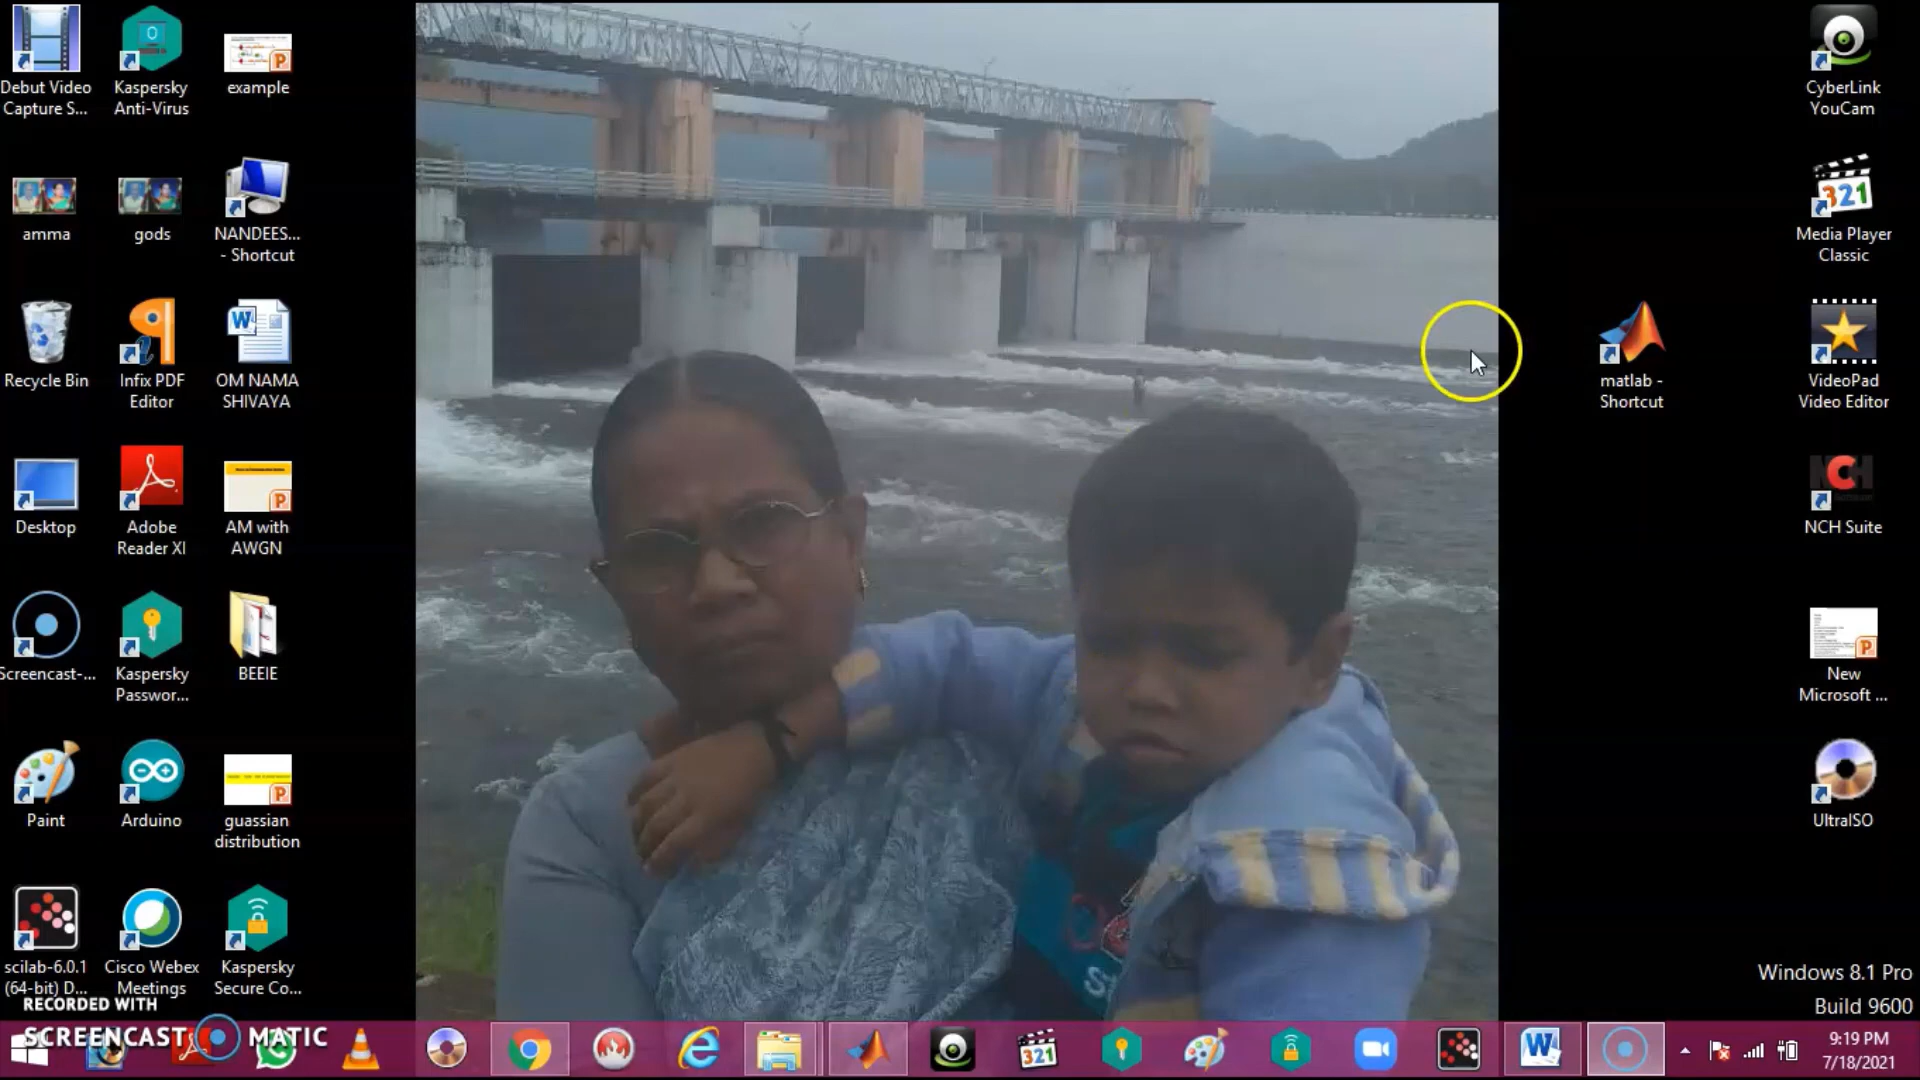 Debut Video
Capture S...
Kaspersky
Anti-Virus
example
amma
gods
NANDEES...
- Shortcut
Recycle Bin
Infix PDF
Editor
OM NAMA
SHIVAYA
Desktop
Adobe
Reader XI
AM with
AWGN
Screencast-...
Kaspersky
Passwor...
BEEIE
Paint
Arduino
guassian
distribution
scilab-6.0.1
(64-bit) D...
Cisco Webex
Meetings
Kaspersky
Secure Co...
CyberLink
YouCam
321
Media Player
Classic
matlab -
Shortcut
VideoPad
Video Editor
NCH
NCH Suite
New
Microsoft ...
UltraISO
Windows 8.1 Pro
Build 9600
RECORDED WITH
SCREENCAST MATIC
321
9:19 PM
7/18/2021